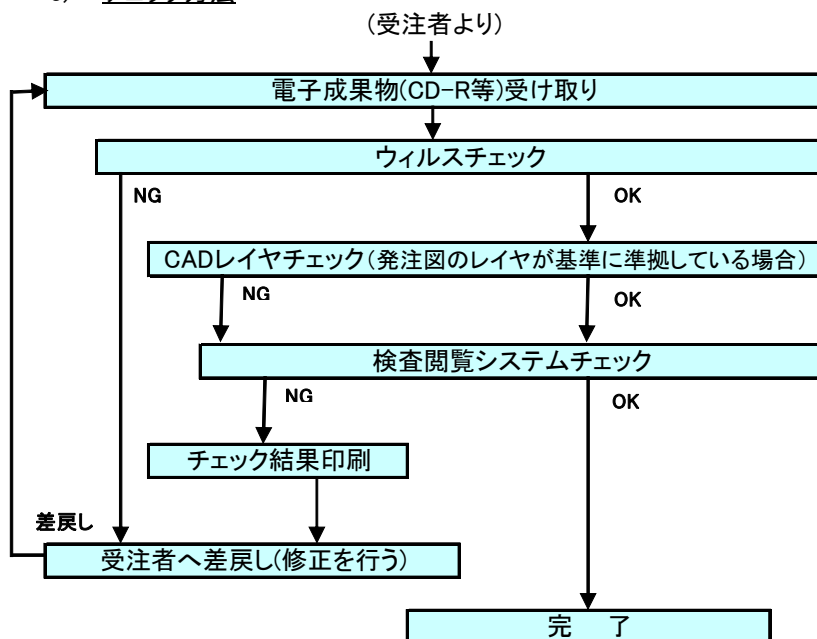 (受注者より)
電子成果物(CD-R等)受け取り
ウィルスチェック
NG
OK
CADレイヤチェック(発注図のレイヤが基準に準拠している場合)
NG
OK
検査閲覧システムチェック
NG
OK
チェック結果印刷
差戻し
受注者へ差戻し(修正を行う)
完 了